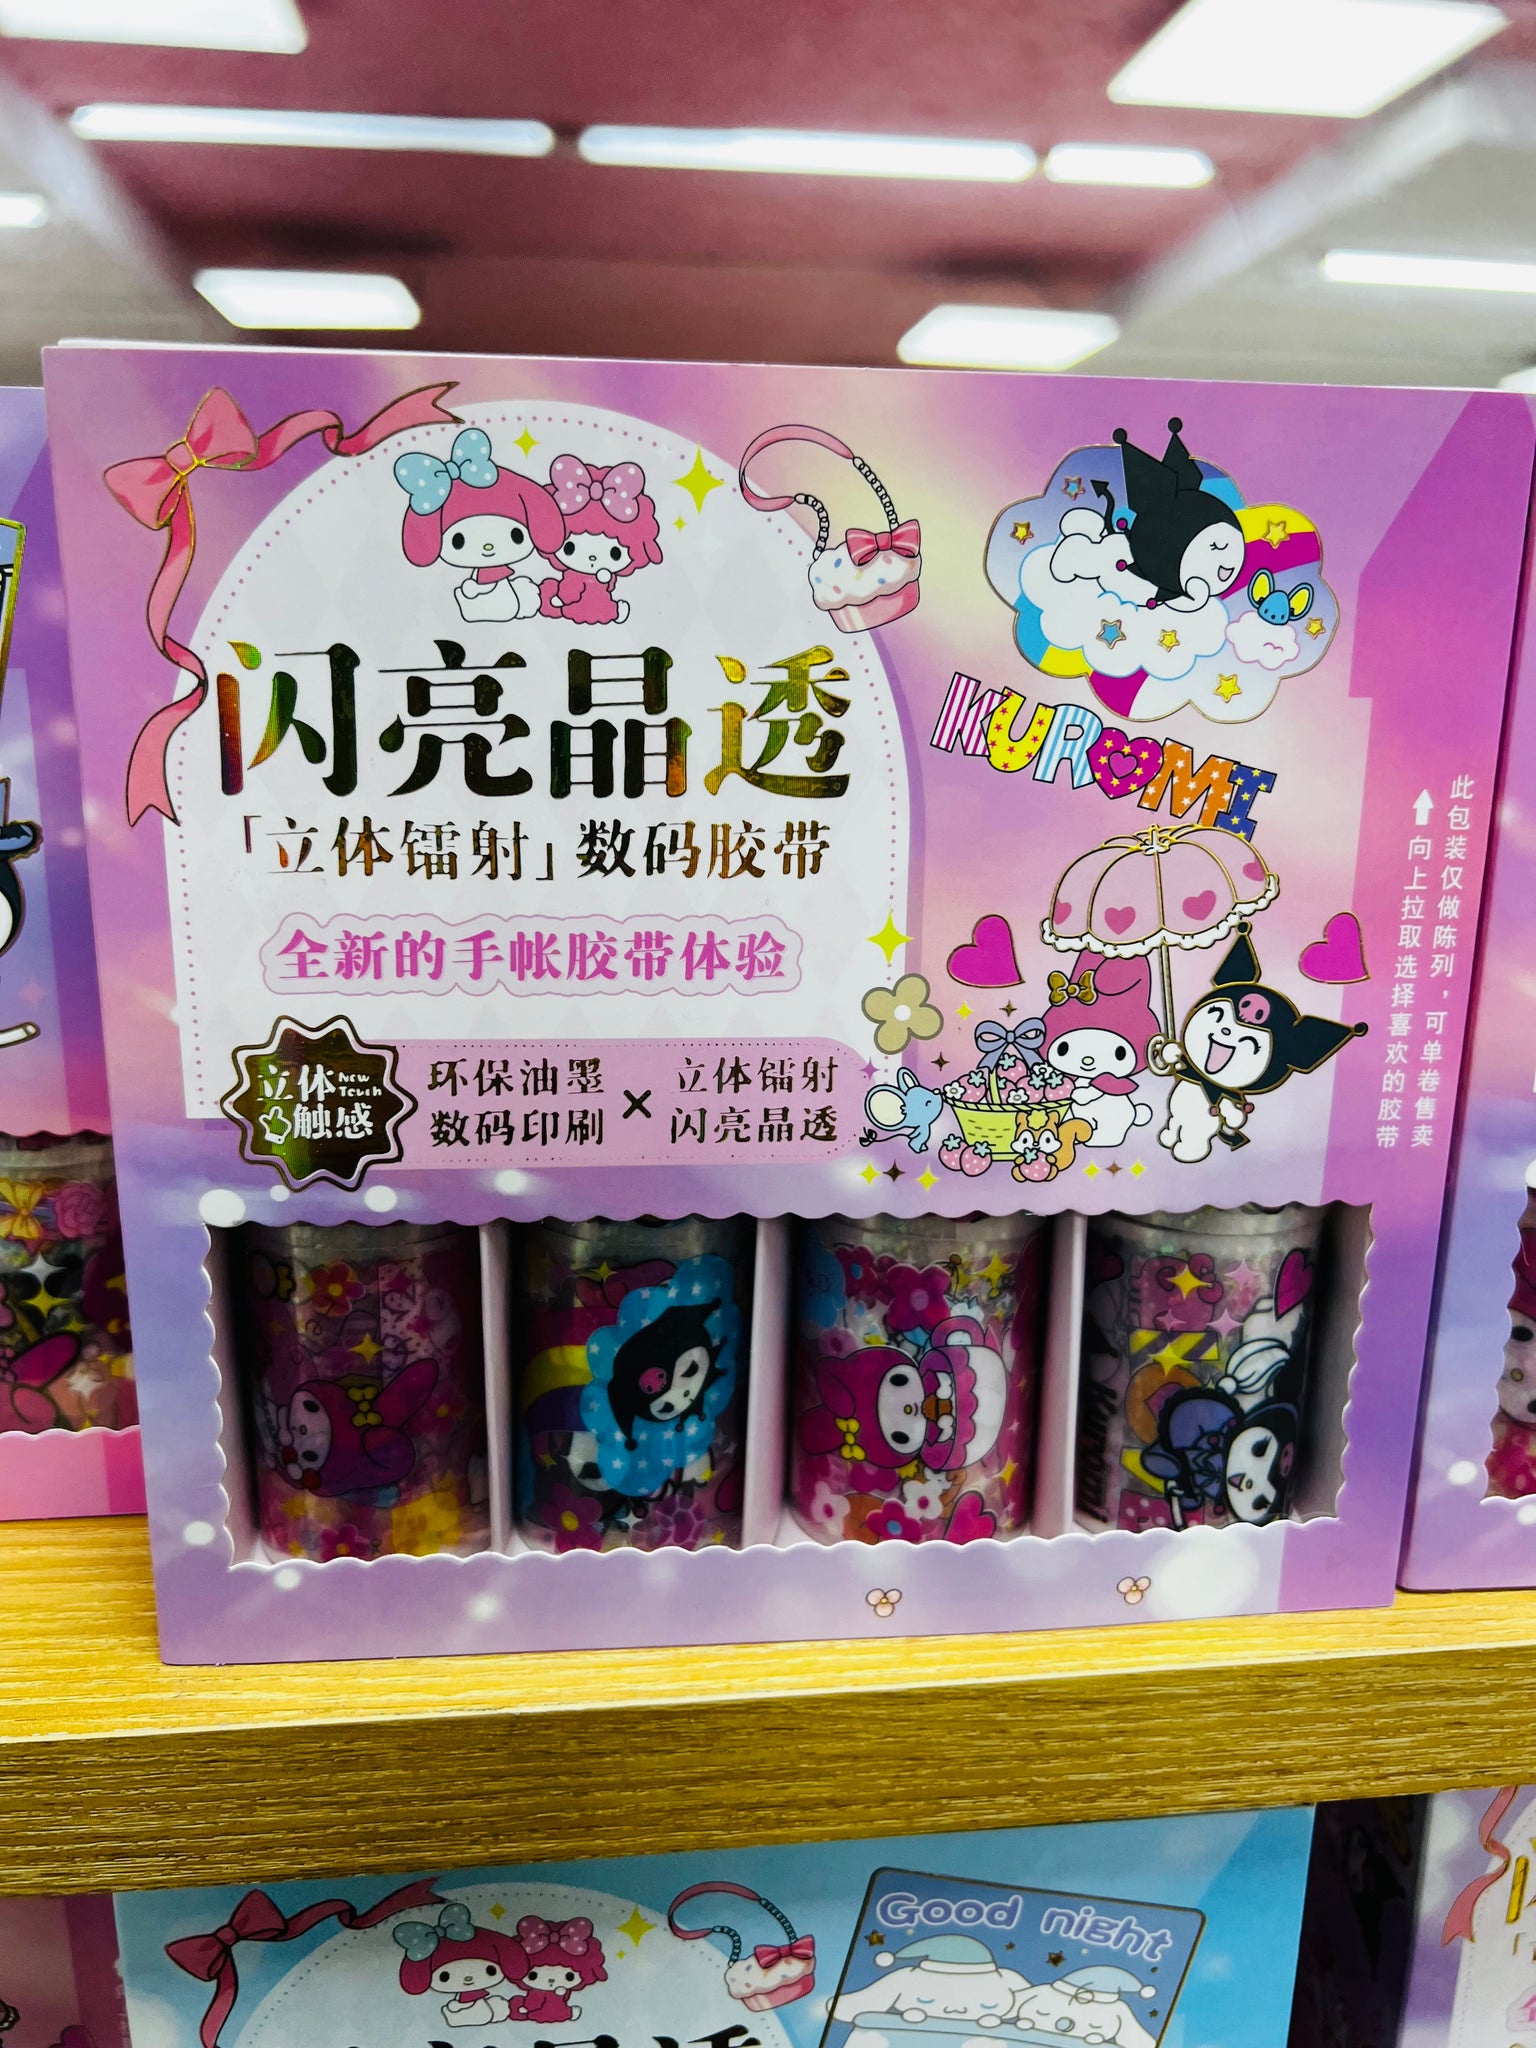 闪亮晶透
「立体镭射」数码胶带
全新的手帐胶带体验
立体
New
Touch
触感
环保油墨
数码印刷
×
立体镭射
闪亮晶透
KUROMI
此包装仅做陈列，可单卷售卖
↑向上拉取选择喜欢的胶带
Kuromi
Good night